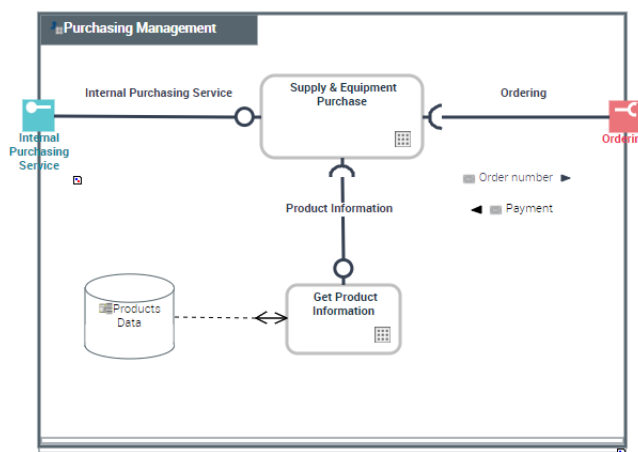 Purchasing Management
Internal Purchasing Service
Supply & Equipment
Purchase
Ordering
Internal
Purchasing
Service
Order number
Product Information
Payment
Products
Data
Get Product
Information